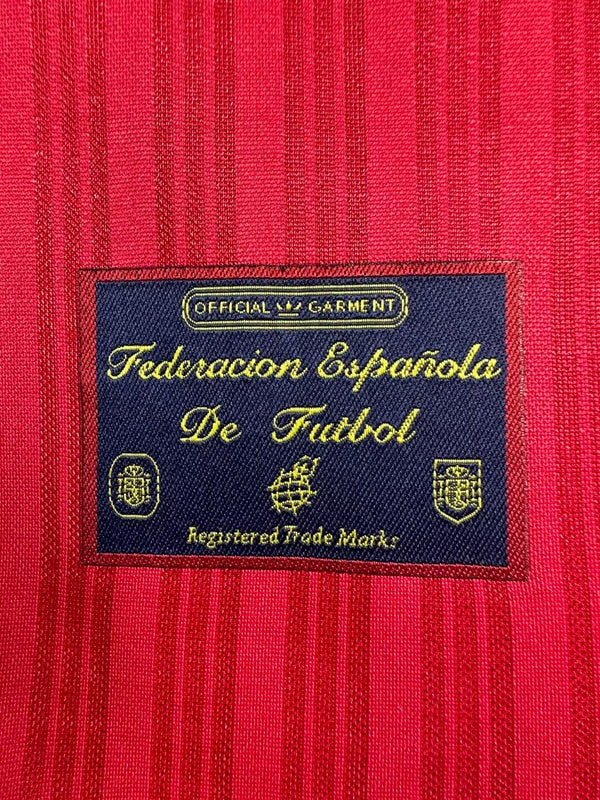 OFFICIAL GARMENT
Federacion Española
De Futbol
Registered Trade Marks